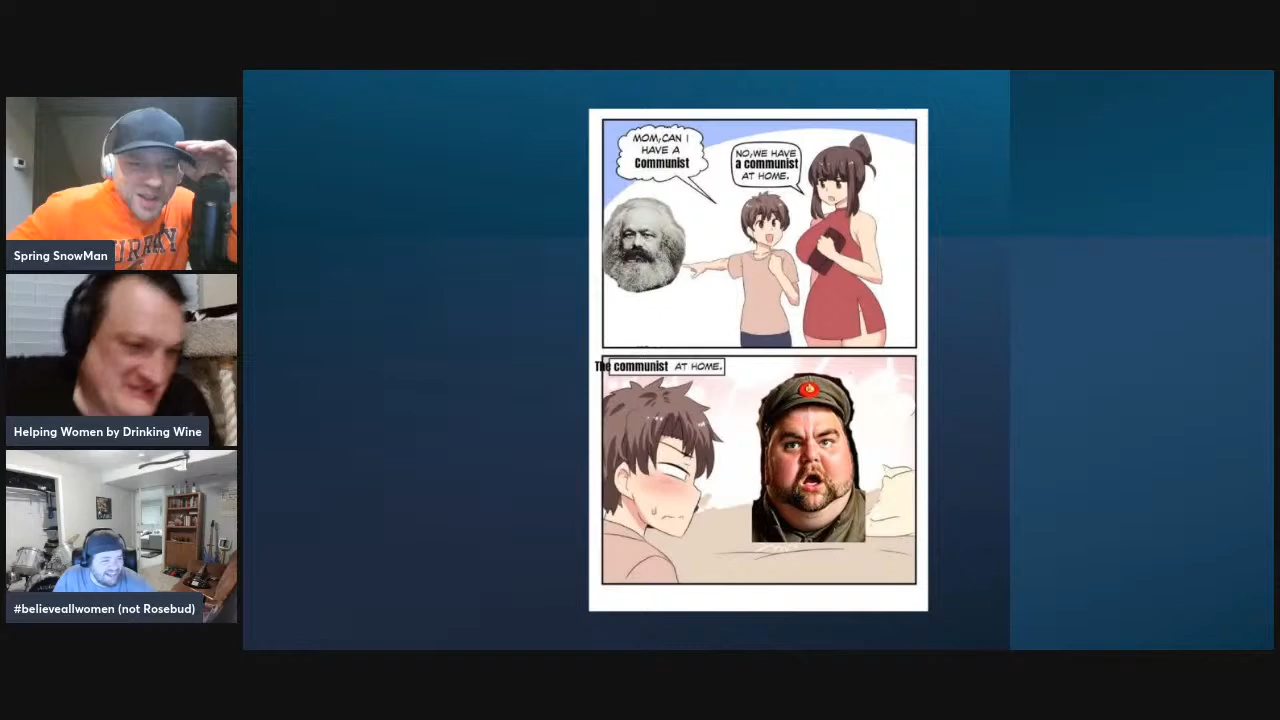 URRAY
Spring SnowMan
Helping Women by Drinking Wine
#believeallwomen (not Rosebud)
MOM, CAN I
HAVE A
Communist
NO, WE HAVE
a communist
AT HOME.
The communist AT HOME.